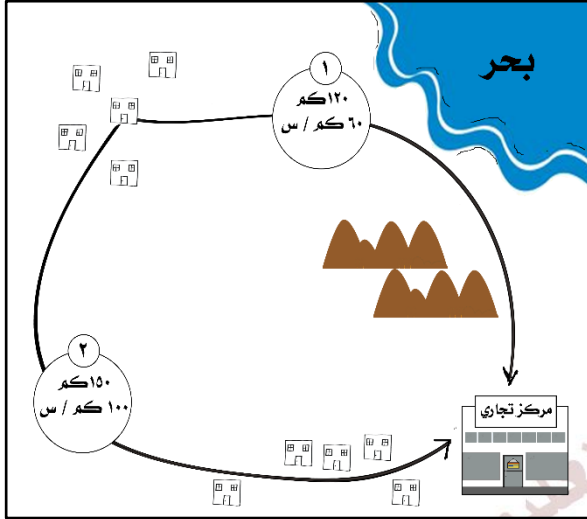 بحر
١
١٢٠كم
٦٠ كم / س
٢
١٥٠كم
١٠٠ كم / س
مركز تجاري